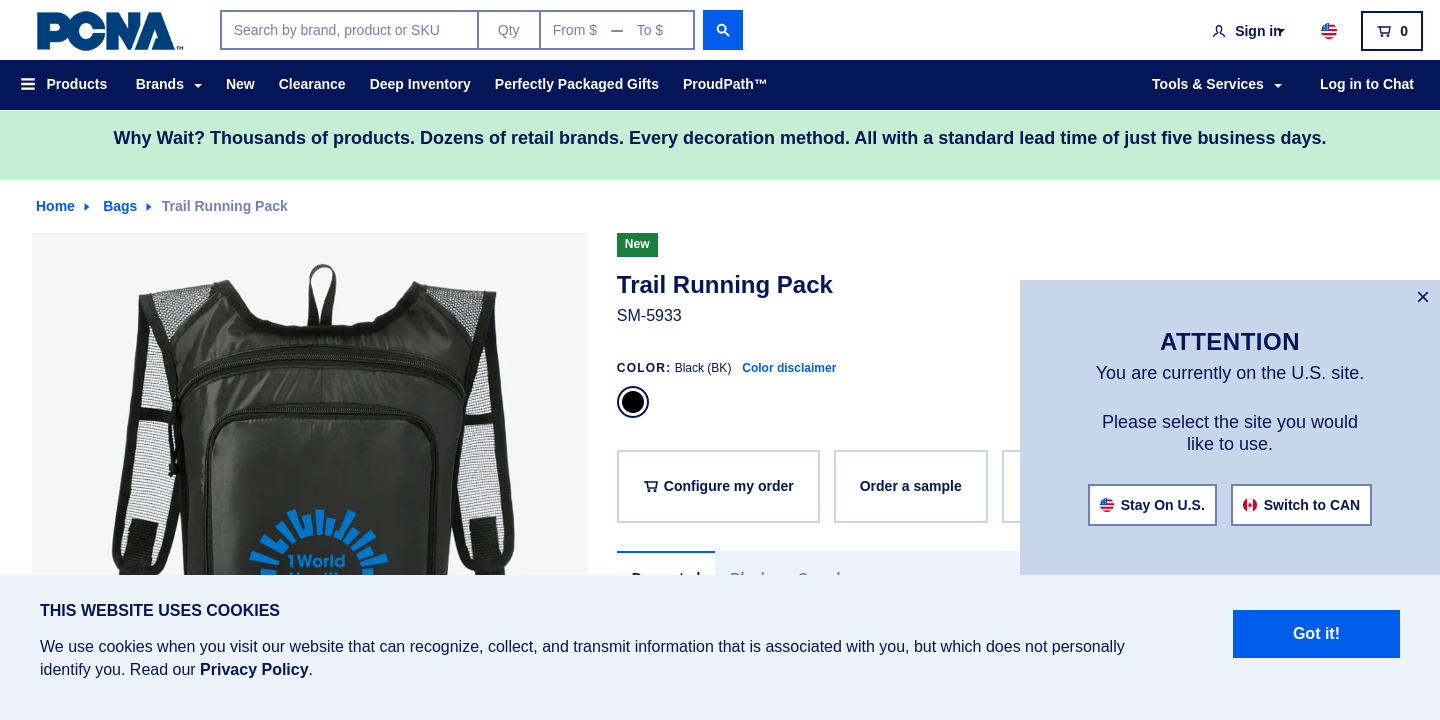 PCNA™
Search by brand, product or SKU
Qty
From $ — To $
Sign in
0
Products
Brands
New
Clearance
Deep Inventory
Perfectly Packaged Gifts
ProudPath™
Tools & Services
Log in to Chat
Why Wait? Thousands of products. Dozens of retail brands. Every decoration method. All with a standard lead time of just five business days.
Home
Bags
Trail Running Pack
New
Trail Running Pack
SM-5933
COLOR: Black (BK) Color disclaimer
Configure my order
Order a sample
1World
×
ATTENTION
You are currently on the U.S. site.
Please select the site you would
like to use.
Stay On U.S.
Switch to CAN
THIS WEBSITE USES COOKIES
We use cookies when you visit our website that can recognize, collect, and transmit information that is associated with you, but which does not personally
identify you. Read our Privacy Policy.
Got it!